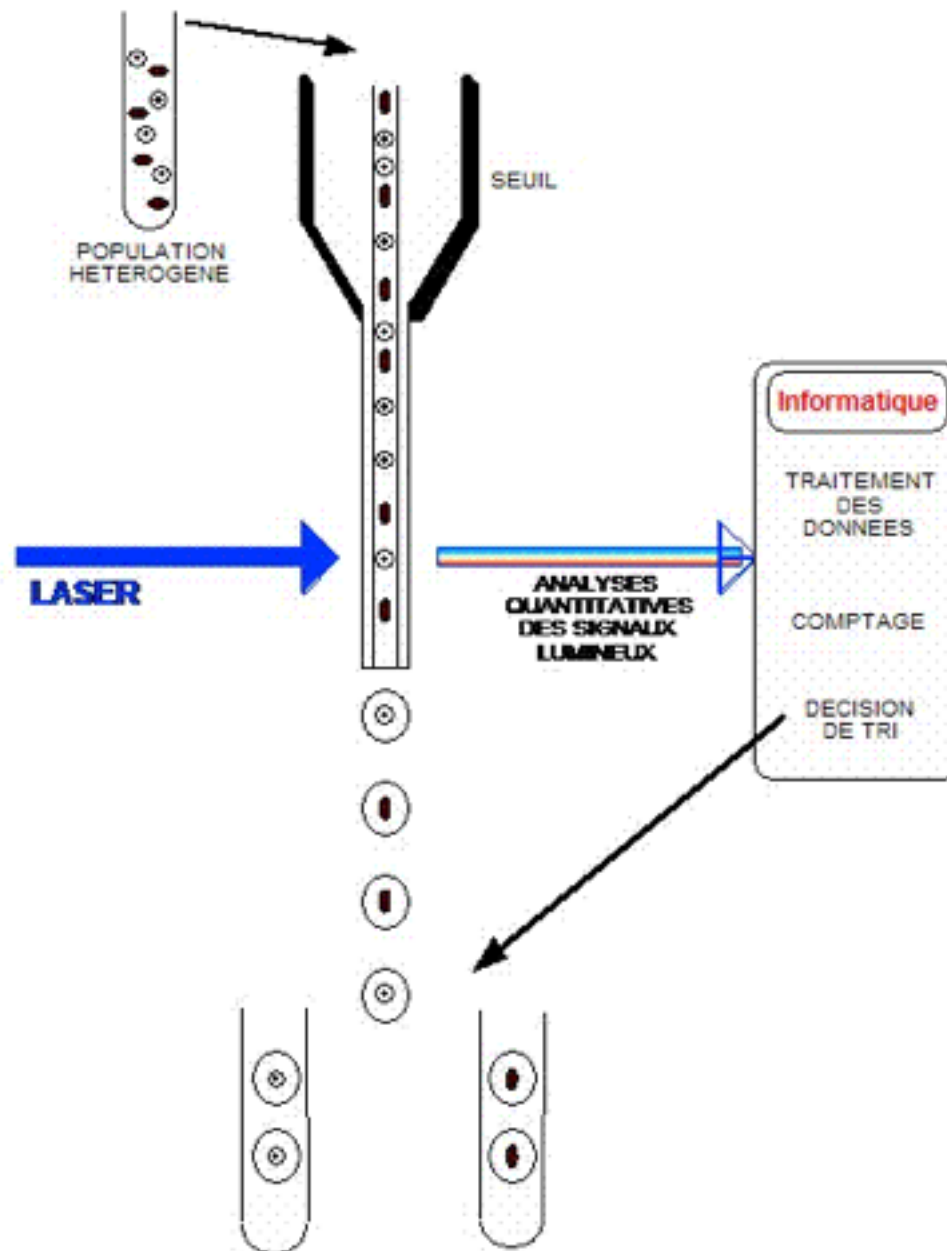 POPULATION
HETEROGENE
SEUIL
Informatique
TRAITEMENT
DES
DONNEES
COMPTAGE
DECISION
DE TRI
LASER
ANALYSES
QUANTITATIVES
DES SIGNAUX
LUMINEUX